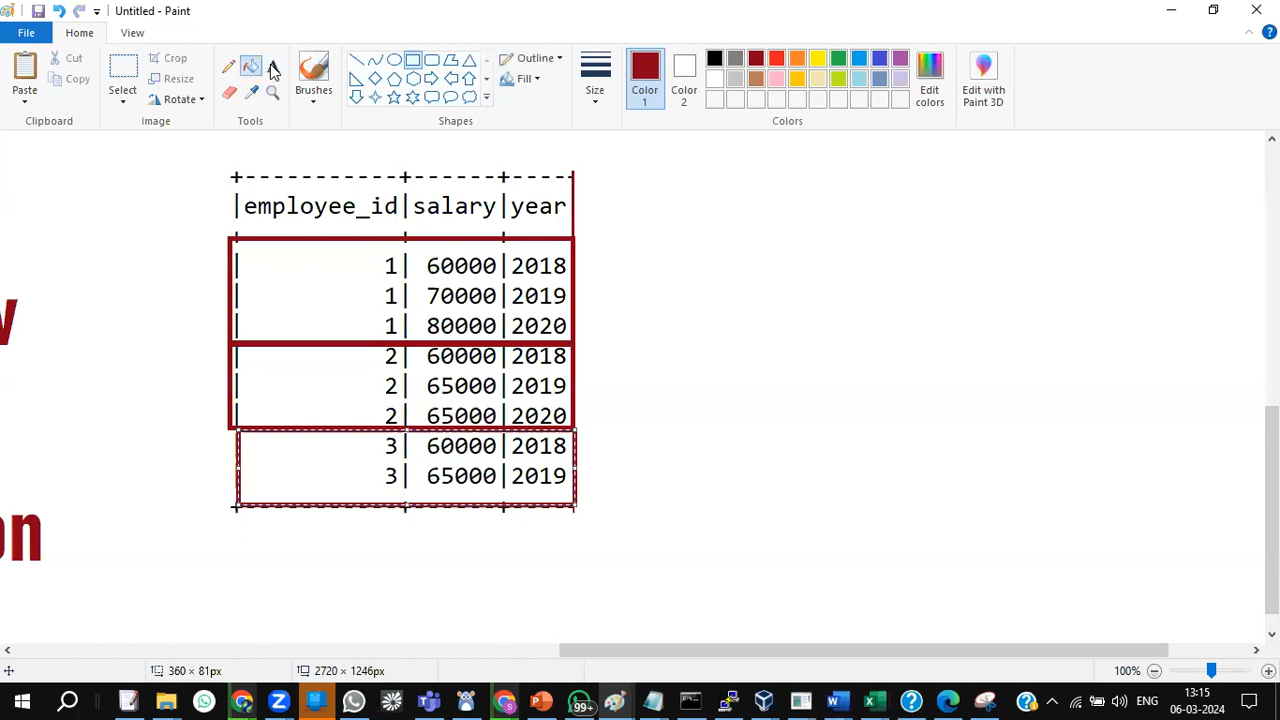 Untitled - Paint
File
Home
View
Paste
Cut
Copy
Clipboard
Select
Crop
Resize
Rotate
Image
Tools
Brushes
Shapes
Outline
Fill
Size
Color
1
Color
2
Edit
colors
Edit with
Paint 3D
Colors
+-----------+------+-----
|employee_id|salary|year
| 1| 60000|2018
| 1| 70000|2019
| 1| 80000|2020
| 2| 60000|2018
| 2| 65000|2019
| 2| 65000|2020
3| 60000|2018
3| 65000|2019
on
360 × 81px
2720 × 1246px
100%
99+
ENG
13:15
06-03-2024